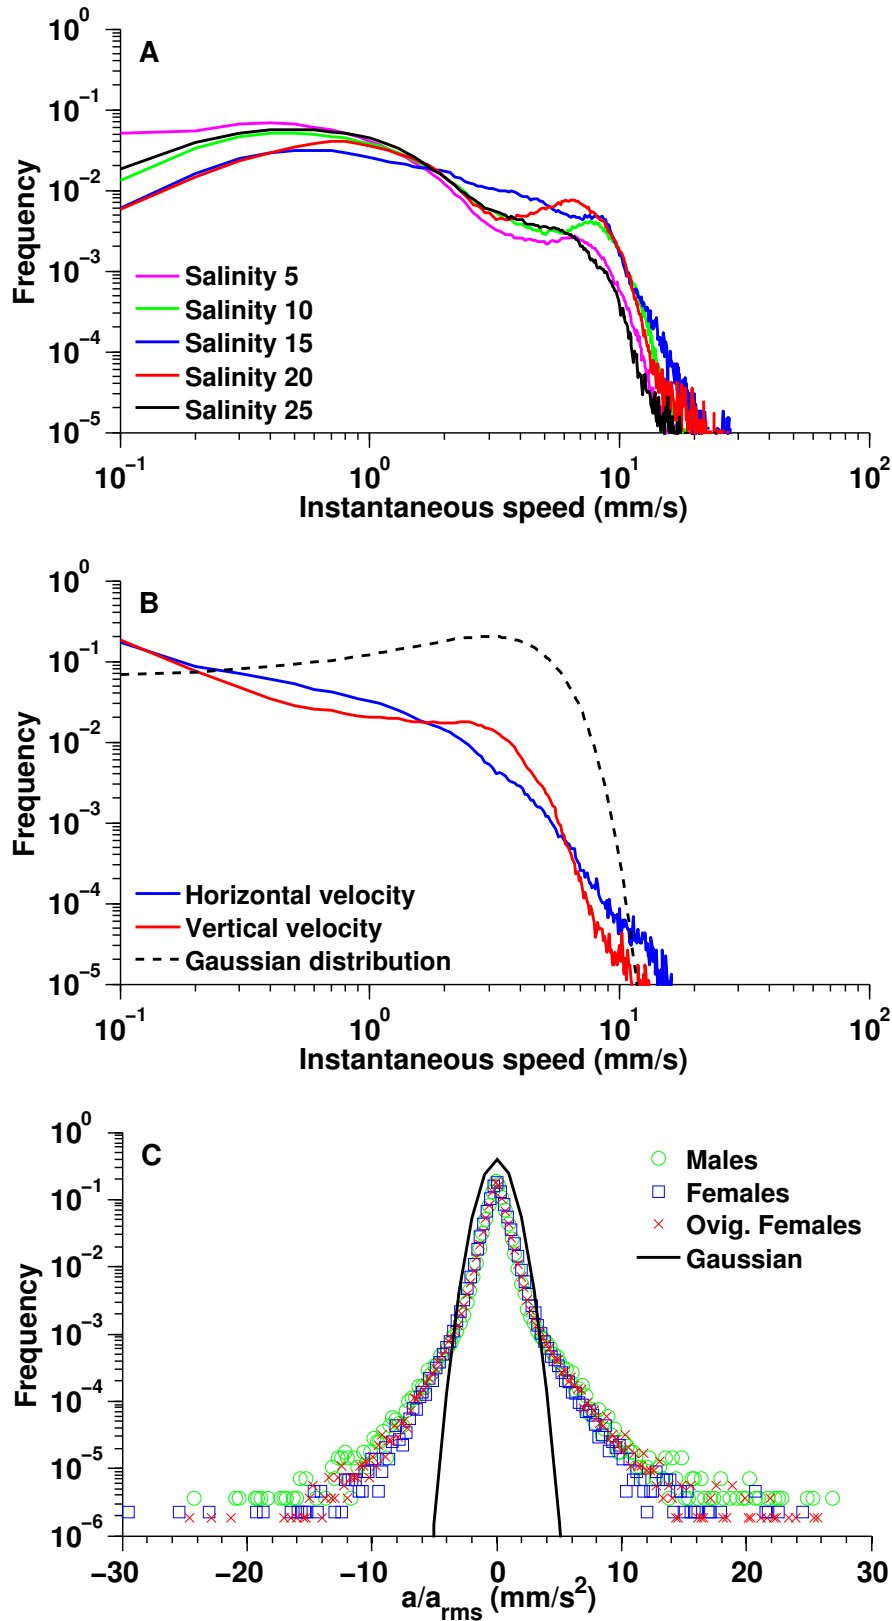 A
10^0
10^−1
10^−2
10^−3
10^−4
10^−5
Frequency
Salinity 5
Salinity 10
Salinity 15
Salinity 20
Salinity 25
10^−1
10^0
10^1
10^2
Instantaneous speed (mm/s)
B
10^0
10^−1
10^−2
10^−3
10^−4
10^−5
Frequency
Horizontal velocity
Vertical velocity
Gaussian distribution
10^−1
10^0
10^1
10^2
Instantaneous speed (mm/s)
C
10^0
10^−1
10^−2
10^−3
10^−4
10^−5
10^−6
Frequency
Males
Females
Ovig. Females
Gaussian
−30
−20
−10
0
10
20
30
a/a_rms (mm/s^2)